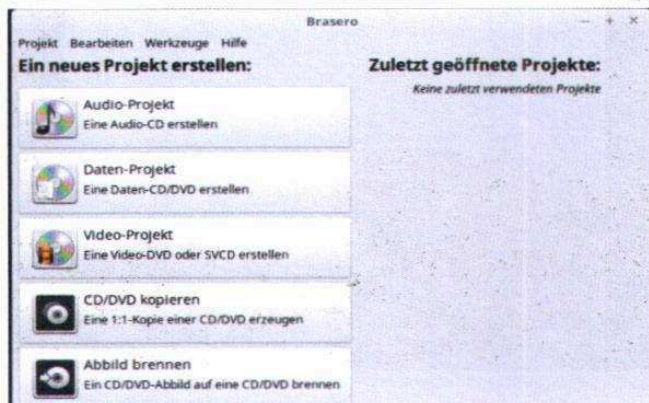 Brasero
Projekt Bearbeiten Werkzeuge Hilfe
Ein neues Projekt erstellen:
Audio-Projekt
Eine Audio-CD erstellen
Daten-Projekt
Eine Daten-CD/DVD erstellen
Video-Projekt
Eine Video-DVD oder SVCD erstellen
CD/DVD kopieren
Eine 1:1-Kopie einer CD/DVD erzeugen
Abbild brennen
Ein CD/DVD-Abbild auf eine CD/DVD brennen
Zuletzt geöffnete Projekte:
Keine zuletzt verwendeten Projekte